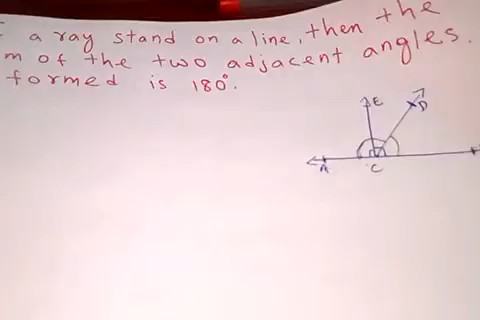 a ray stand on a line, then the
of the two adjacent angles.
formed is 180°.
E
D
A
C